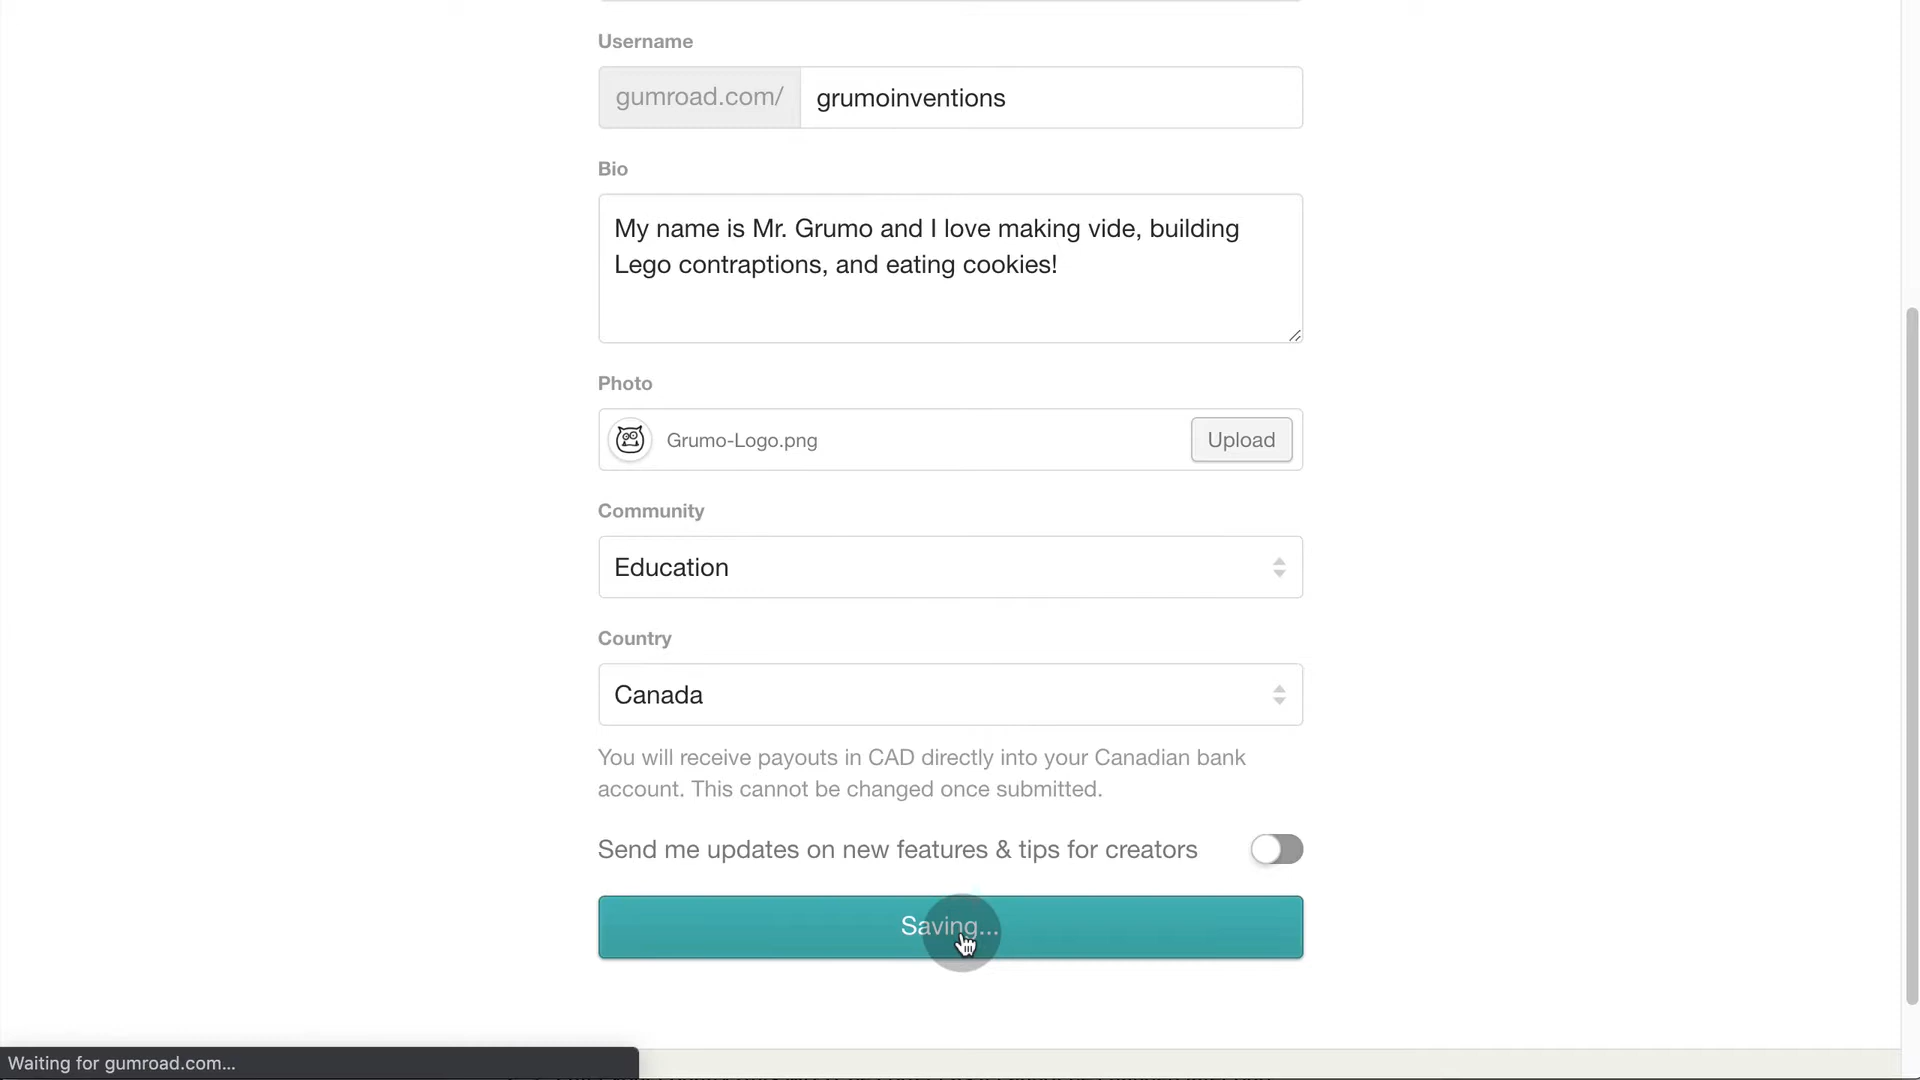 Username
gumroad.com/ grumoinventions
Bio
My name is Mr. Grumo and I love making vide, building
Lego contraptions, and eating cookies!
Photo
Grumo-Logo.png Upload
Community
Education
Country
Canada
You will receive payouts in CAD directly into your Canadian bank
account. This cannot be changed once submitted.
Send me updates on new features & tips for creators
Saving...
Waiting for gumroad.com...